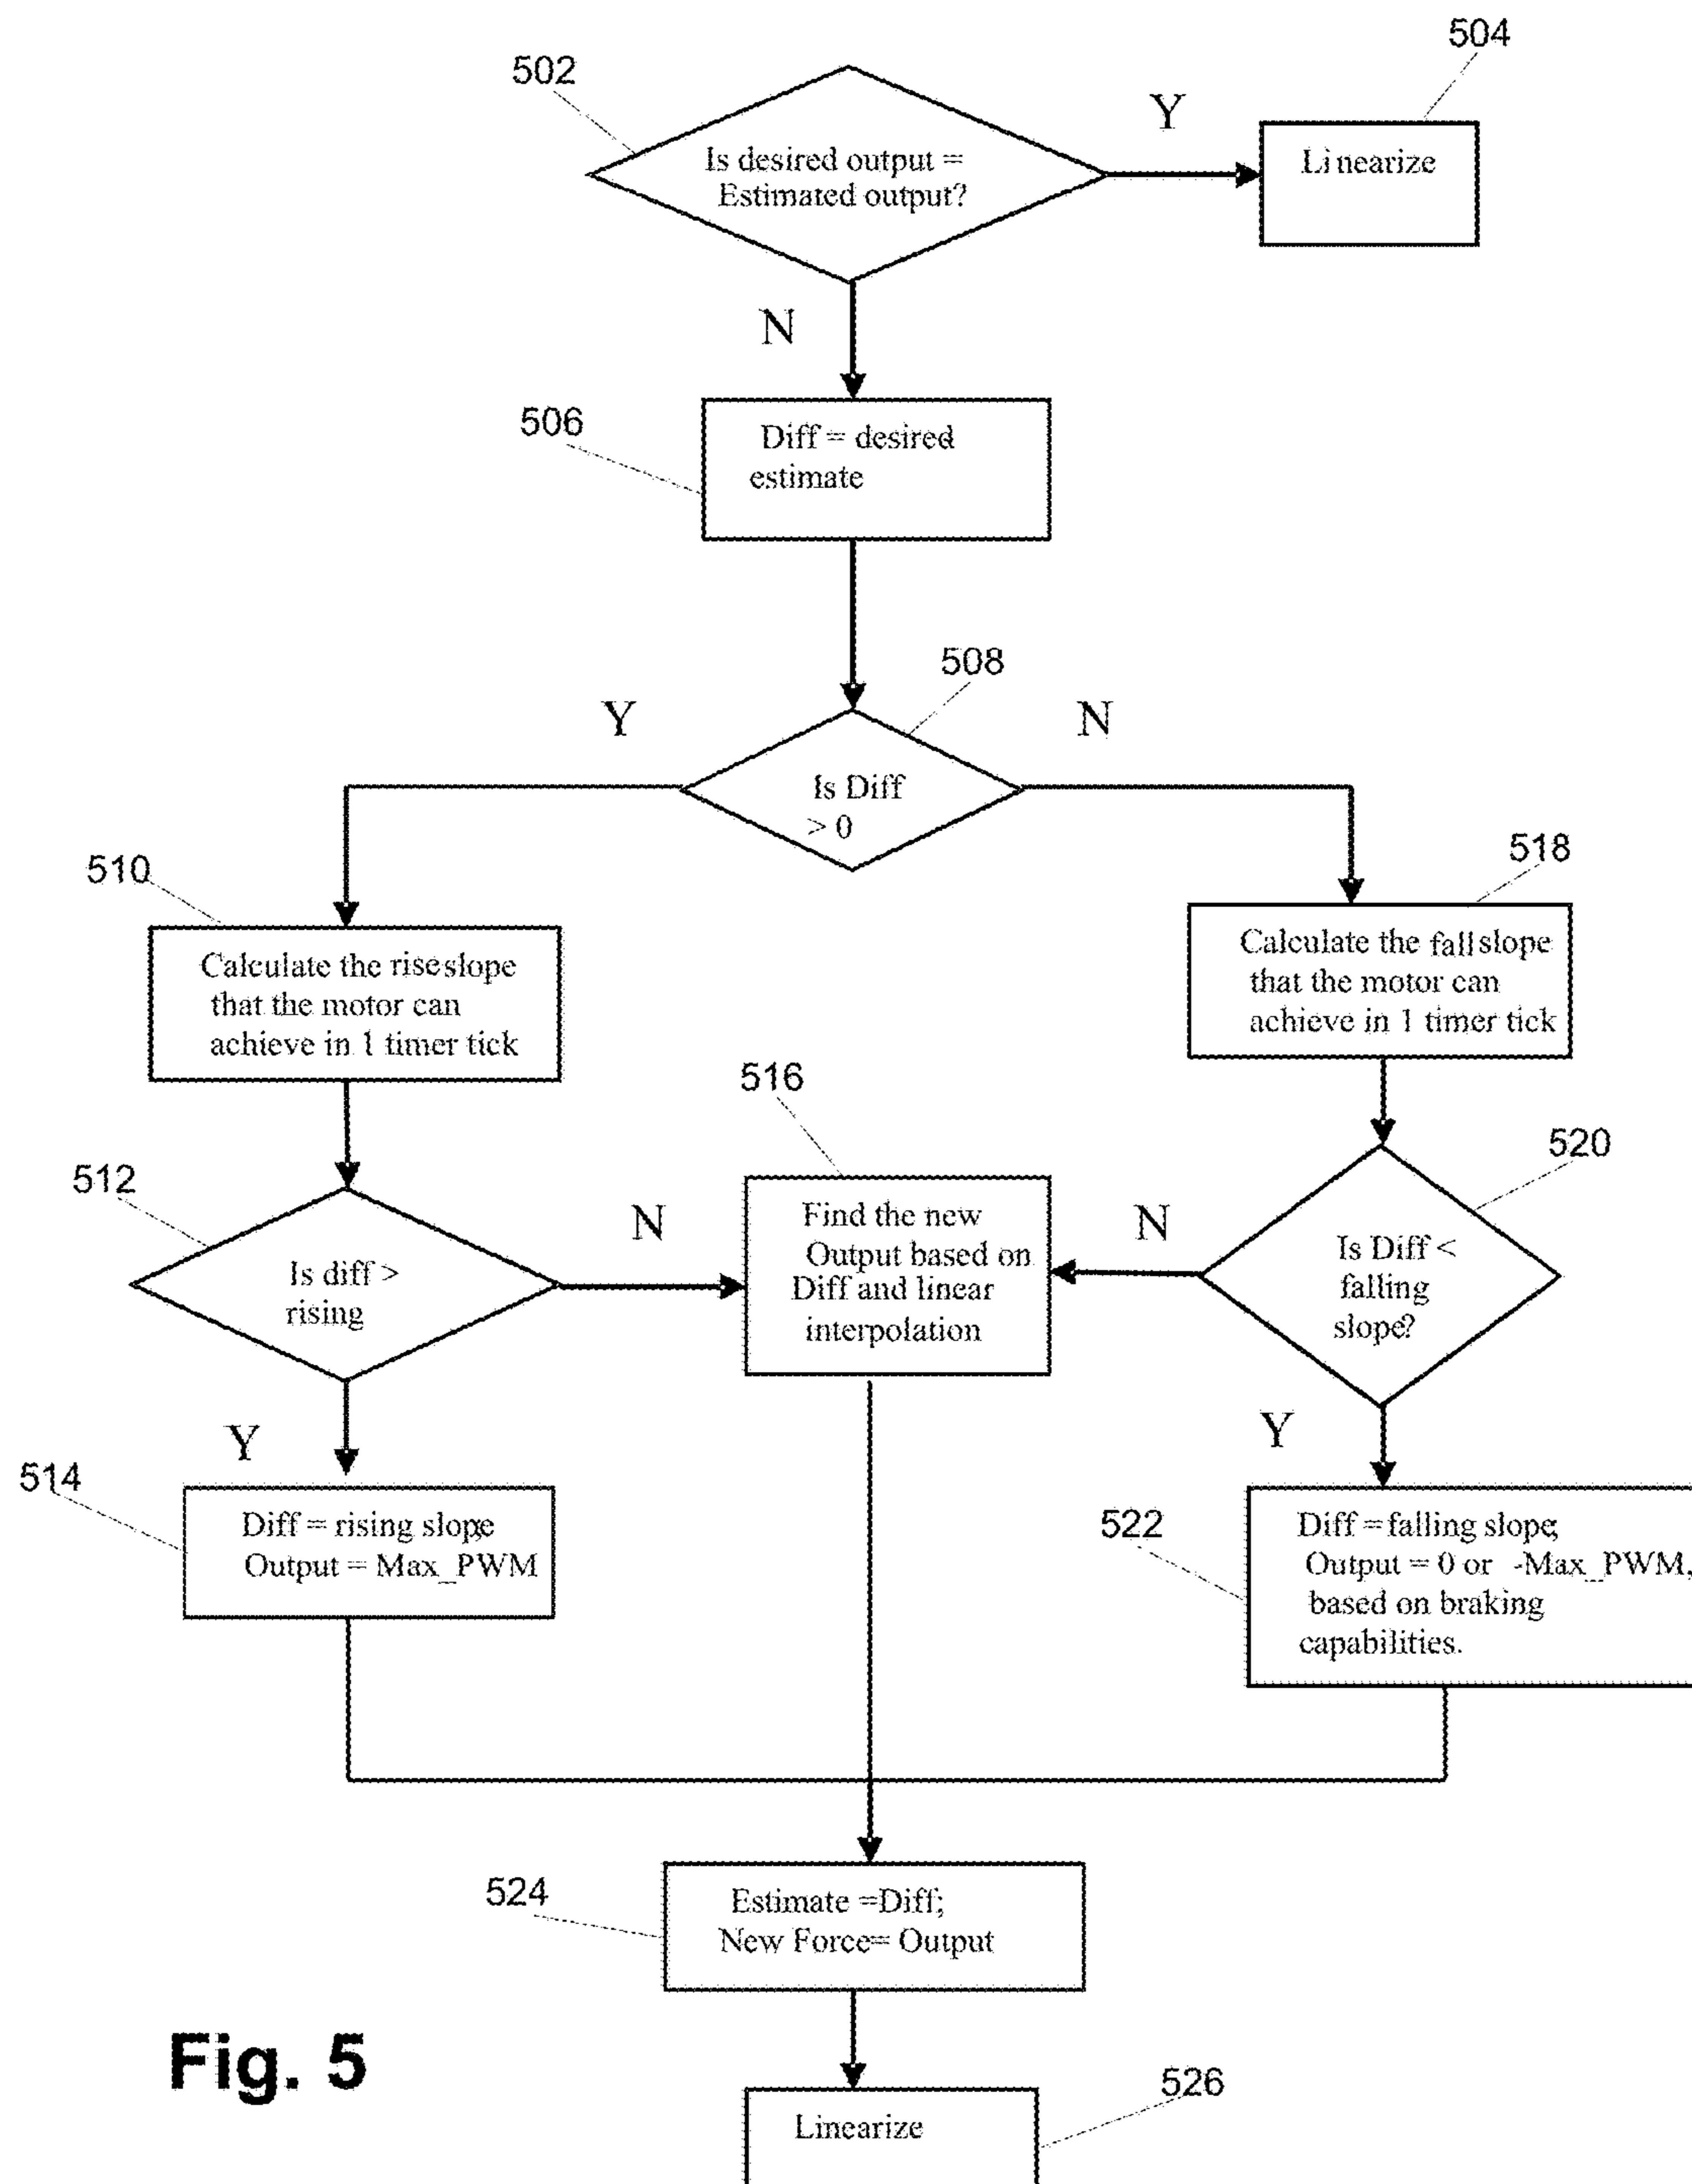 504
502
Y
Is desired output =
Estimated output?
Linearize
N
506
Diff = desired
estimate
508
Y
N
Is Diff
> 0
510
518
Calculate the rise slope
that the motor can
achieve in 1 timer tick
Calculate the fall slope
that the motor can
achieve in 1 timer tick
516
512
520
N
N
Find the new
Output based on
Diff and linear
interpolation
Is diff >
rising
Is Diff <
falling
slope?
Y
Y
514
522
Diff = rising slope;
Output = Max_PWM
Diff =falling slope;
Output = 0 or -Max_PWM,
based on braking
capabilities.
524
Estimate =Diff;
New Force= Output
Fig. 5
526
Linearize